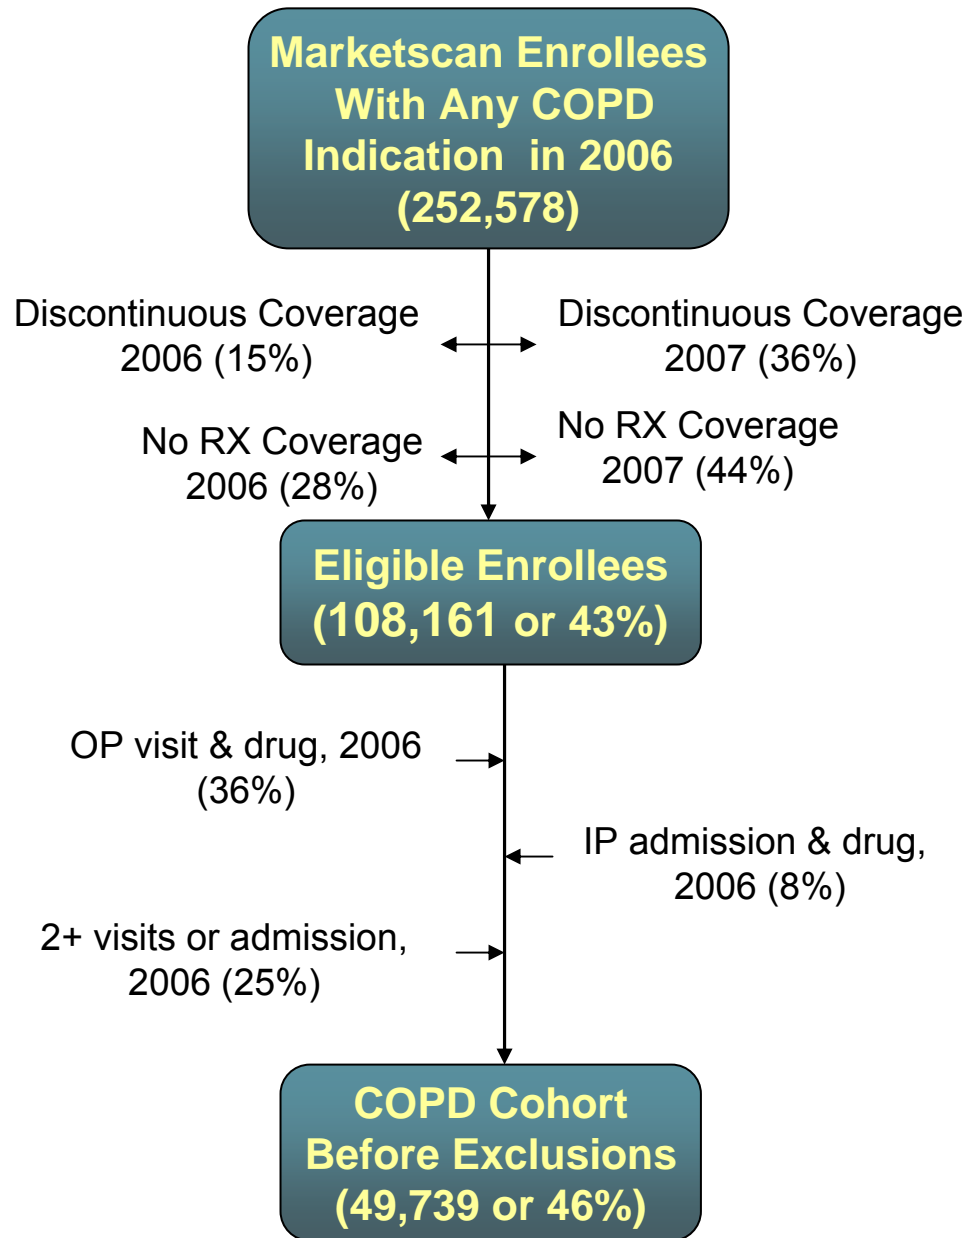 Marketscan Enrollees
With Any COPD
Indication in 2006
(252,578)
Discontinuous Coverage
2006 (15%)
Discontinuous Coverage
2007 (36%)
No RX Coverage
2006 (28%)
No RX Coverage
2007 (44%)
Eligible Enrollees
(108,161 or 43%)
OP visit & drug, 2006
(36%)
IP admission & drug,
2006 (8%)
2+ visits or admission,
2006 (25%)
COPD Cohort
Before Exclusions
(49,739 or 46%)